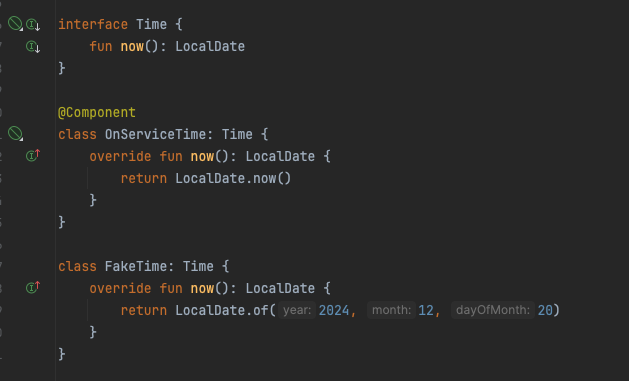 interface Time {
fun now(): LocalDate
}
@Component
class OnServiceTime: Time {
override fun now(): LocalDate {
return LocalDate.now()
}
}
class FakeTime: Time {
override fun now(): LocalDate {
return LocalDate.of( year: 2024, month: 12, dayOfMonth: 20)
}
}